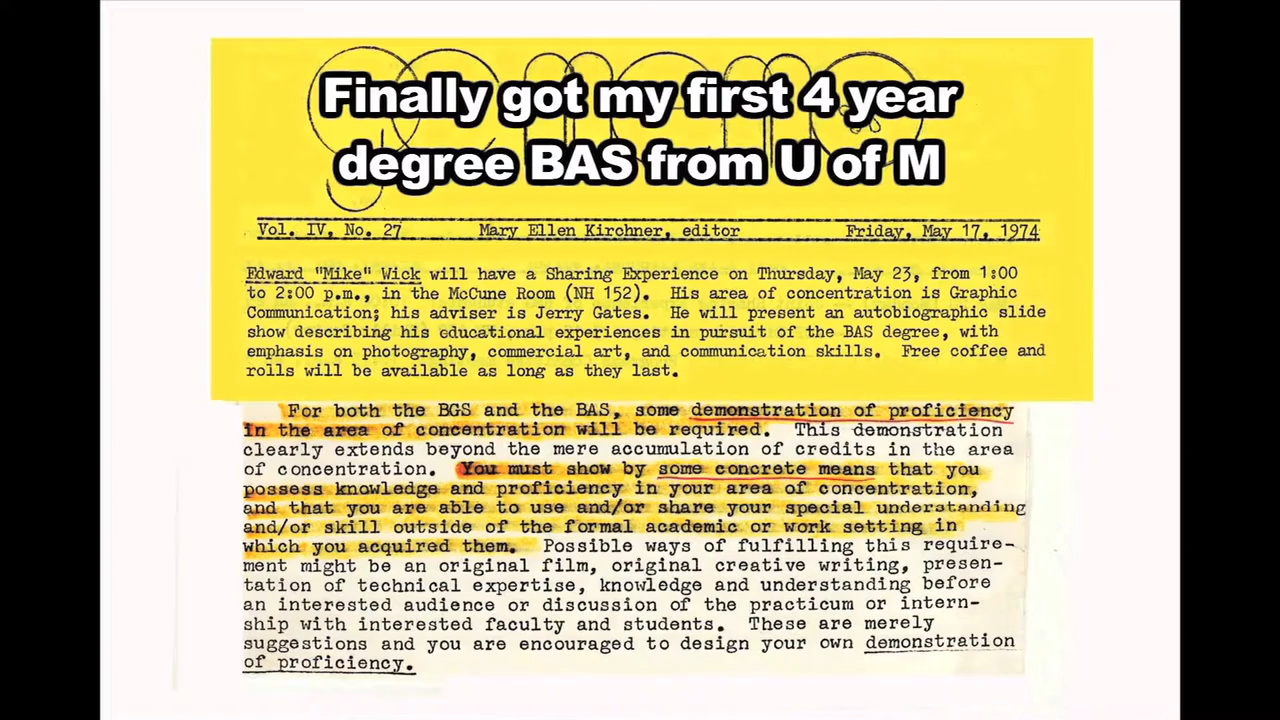 Finally got my first 4 year
degree BAS from U of M
Vol. IV, No. 27 Mary Ellen Kirchner, editor Friday, May 17, 1974
Edward "Mike" Wick will have a Sharing Experience on Thursday, May 23, from 1:00
to 2:00 p.m., in the McCune Room (NH 152). His area of concentration is Graphic
Communication; his adviser is Jerry Gates. He will present an autobiographic slide
show describing his educational experiences in pursuit of the BAS degree, with
emphasis on photography, commercial art, and communication skills. Free coffee and
rolls will be available as long as they last.
For both the BGS and the BAS, some demonstration of proficiency
in the area of concentration will be required. This demonstration
clearly extends beyond the mere accumulation of credits in the area
of concentration. You must show by some concrete means that you
possess knowledge and proficiency in your area of concentration,
and that you are able to use and/or share your special understanding
and/or skill outside of the formal academic or work setting in
which you acquired them. Possible ways of fulfilling this require-
ment might be an original film, original creative writing, presen-
tation of technical expertise, knowledge and understanding before
an interested audience or discussion of the practicum or intern-
ship with interested faculty and students. These are merely
suggestions and you are encouraged to design your own demonstration
of proficiency.